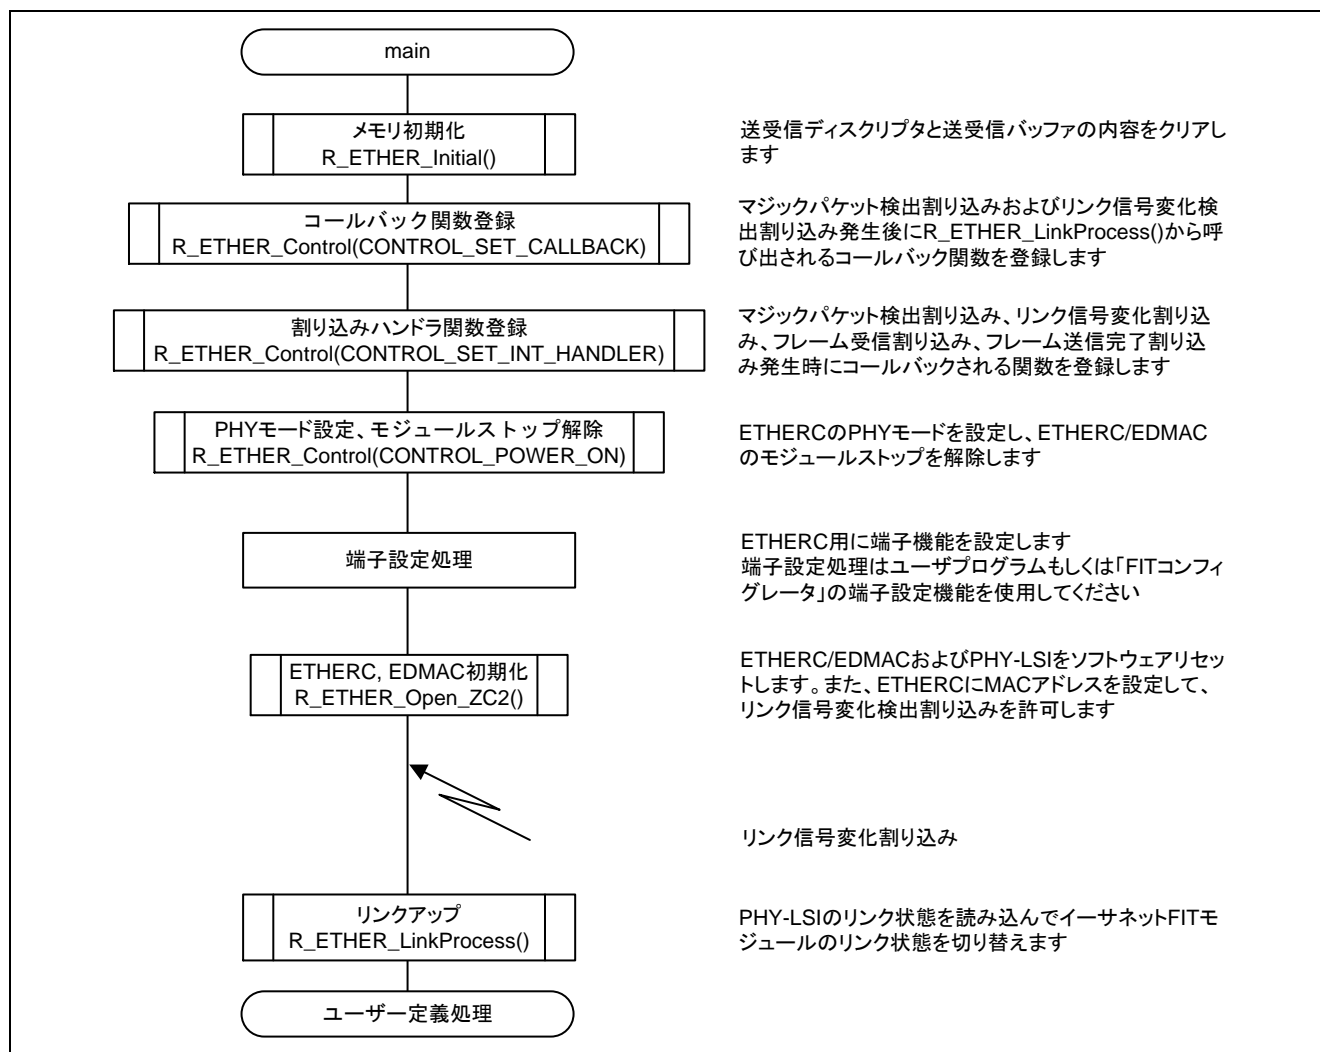 main
メモリ初期化
R_ETHER_Initial()
送受信ディスクリプタと送受信バッファの内容をクリアし
ます
コールバック関数登録
R_ETHER_Control(CONTROL_SET_CALLBACK)
マジックパケット検出割り込みおよびリンク信号変化検
出割り込み発生後にR_ETHER_LinkProcess()から呼
び出されるコールバック関数を登録します
割り込みハンドラ関数登録
R_ETHER_Control(CONTROL_SET_INT_HANDLER)
マジックパケット検出割り込み、リンク信号変化割り込
み、フレーム受信割り込み、フレーム送信完了割り込
み発生時にコールバックされる関数を登録します
PHYモード設定、モジュールストップ解除
R_ETHER_Control(CONTROL_POWER_ON)
ETHERCのPHYモードを設定し、ETHERC/EDMAC
のモジュールストップを解除します
端子設定処理
ETHERC用に端子機能を設定します
端子設定処理はユーザプログラムもしくは「FITコンフィ
グレータ」の端子設定機能を使用してください
ETHERC, EDMAC初期化
R_ETHER_Open_ZC2()
ETHERC/EDMACおよびPHY-LSIをソフトウェアリセッ
トします。また、ETHERCにMACアドレスを設定して、
リンク信号変化検出割り込みを許可します
リンク信号変化割り込み
リンクアップ
R_ETHER_LinkProcess()
PHY-LSIのリンク状態を読み込んでイーサネットFITモ
ジュールのリンク状態を切り替えます
ユーザー定義処理